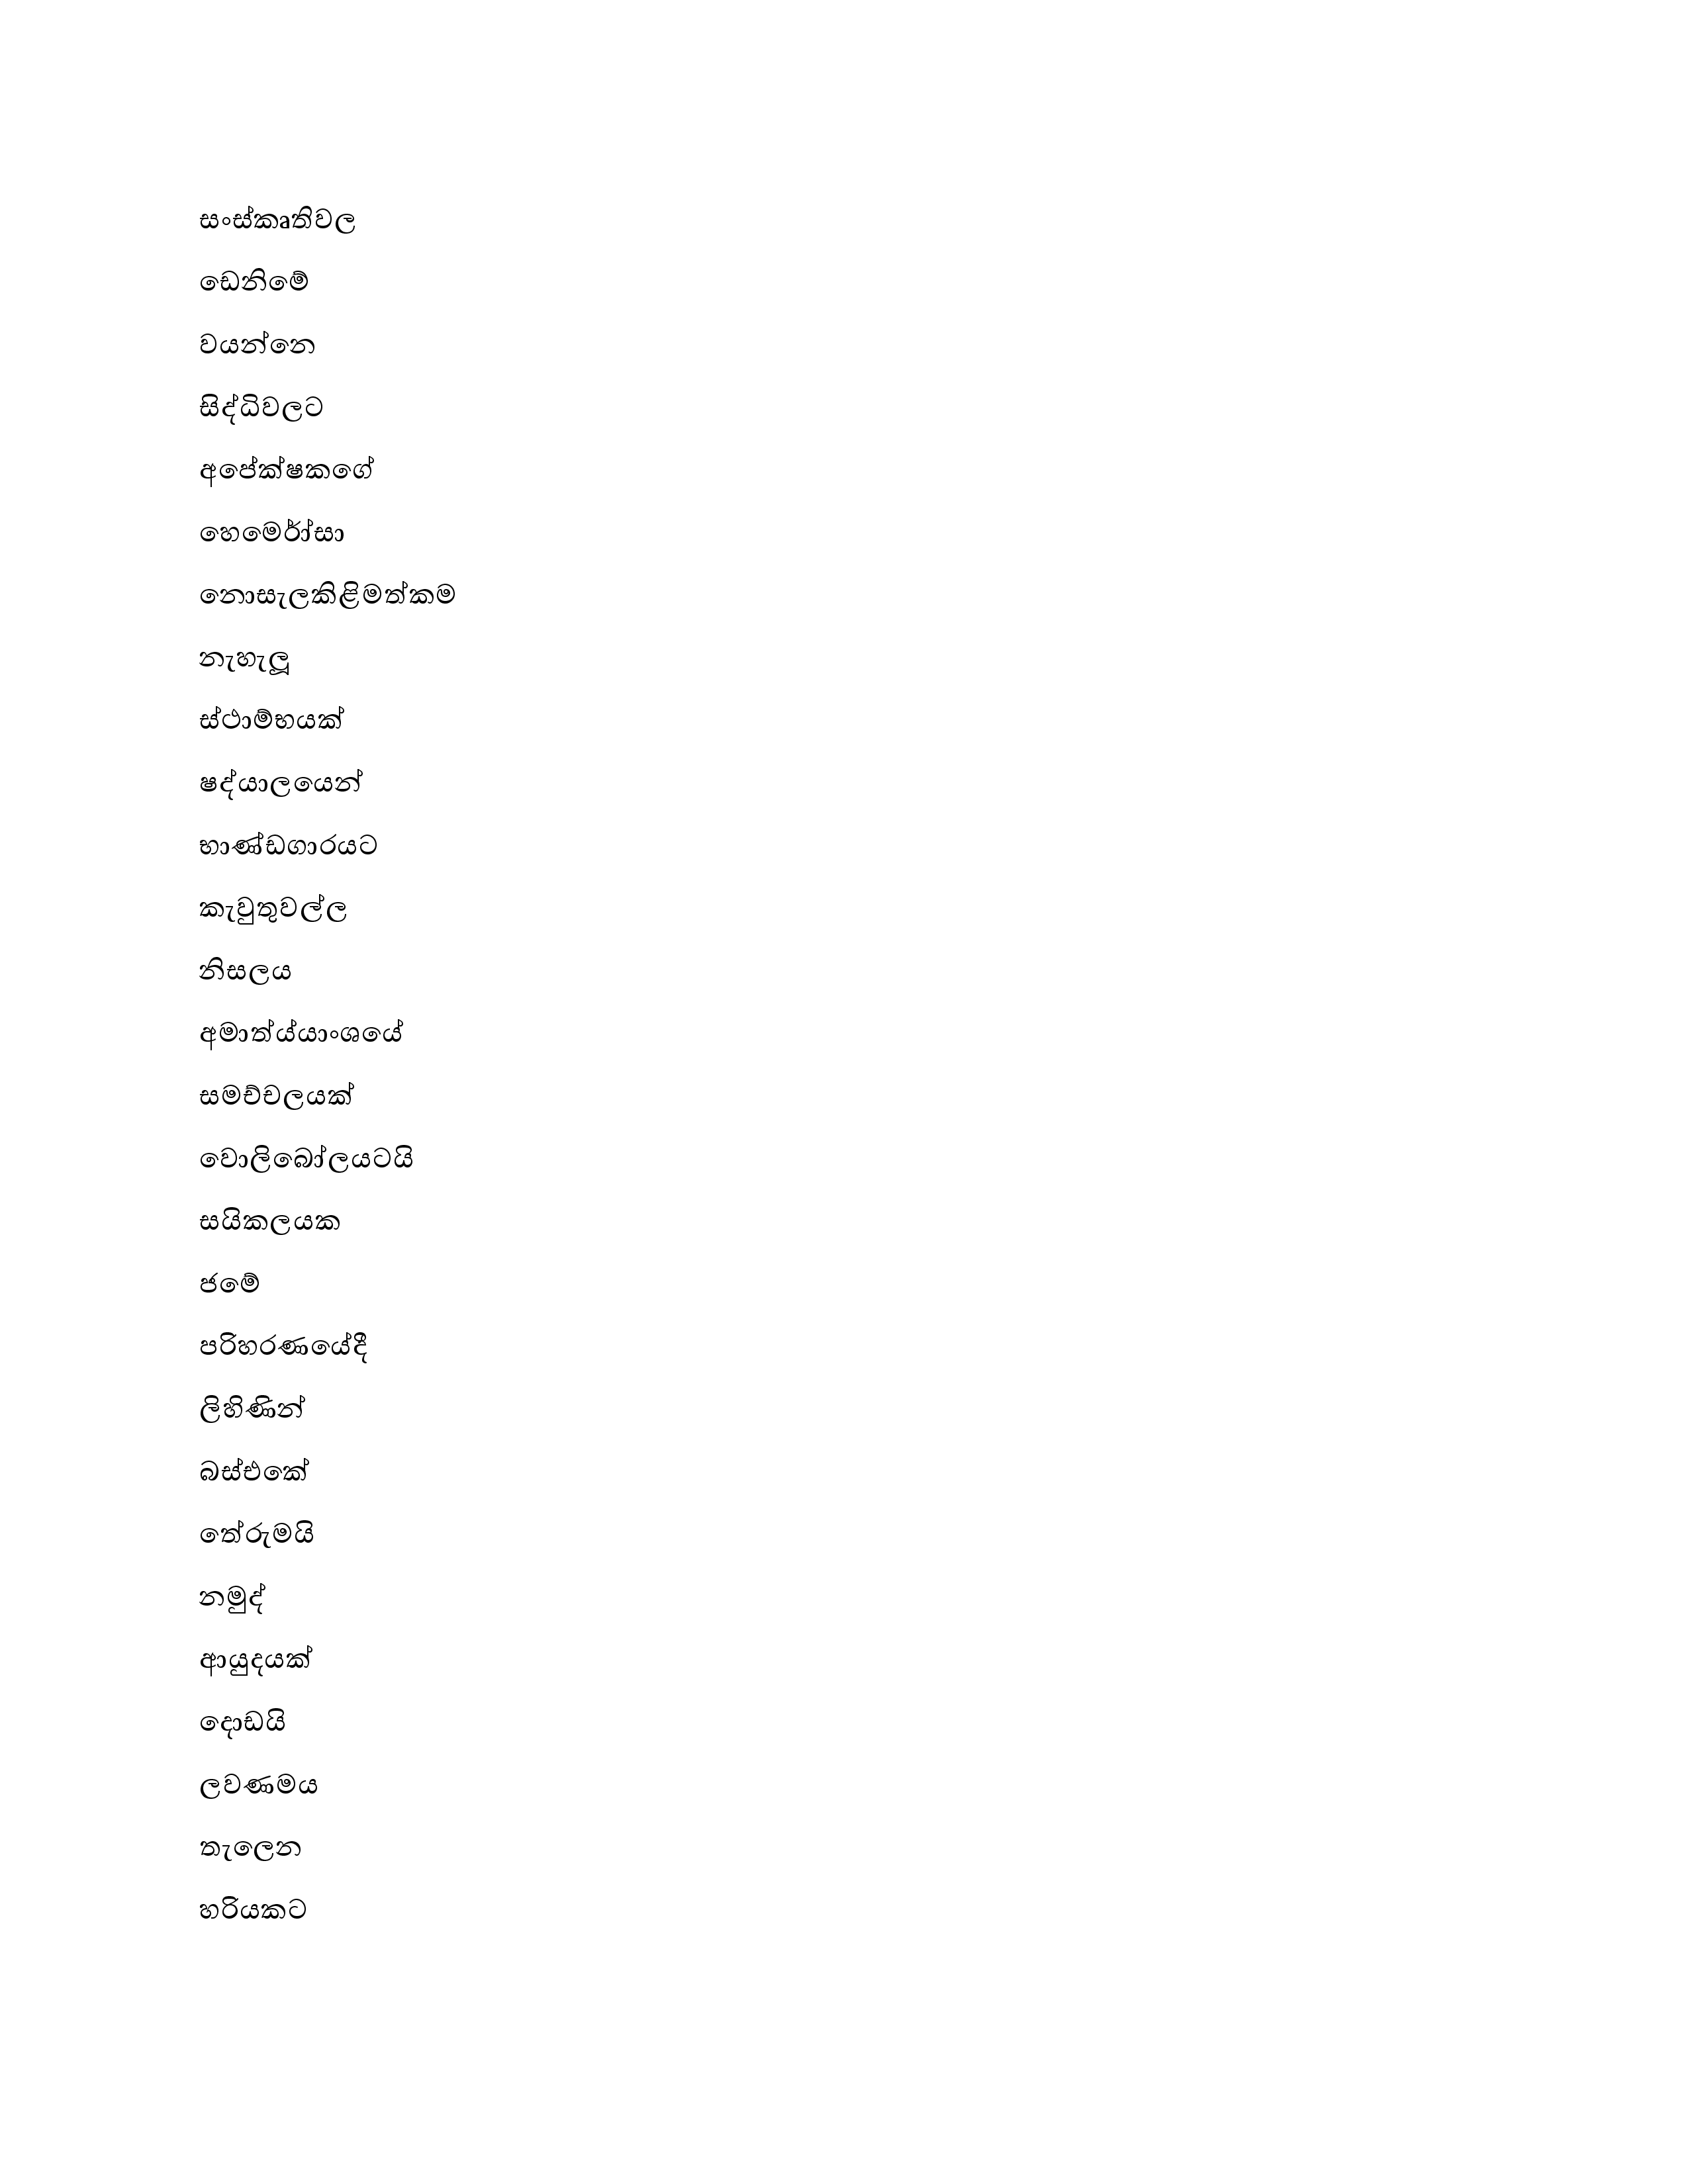 සංස්කෘතිවල
ඩෙනිමේ
වයන්නෙ
සිද්ධිවලට
අපේක්ෂකගේ
හෙර්මෝසා
නොසැලකිළිමත්කම
නැහැලූ
ස්ථාම්භයක්
ෂද්යාලයෙන්
භාණ්ඩගාරයට
කැවුතුවල්ල
නිසලය
අමාත්ය්යාංශයේ
සමච්චලයක්
වොලිබෝලයටයි
සයිකලයක
ජමේ
පරිහරණයේදී
ලිහිණින්
බස්එකේ
තේරුමයි
නමුද්
ආයුදයක්
දොඩයි
ලවණමය
තැලෙන
හරියකට